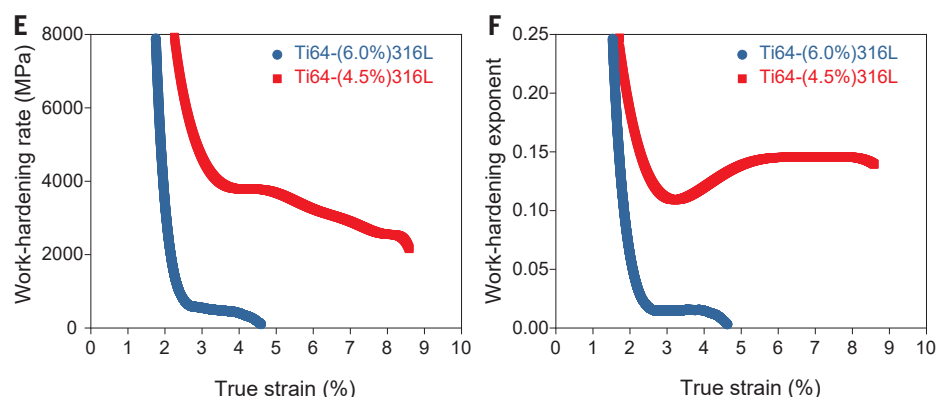 E
8000
6000
4000
2000
0
Work-hardening rate (MPa)
Ti64-(6.0%)316L
Ti64-(4.5%)316L
0 1 2 3 4 5 6 7 8 9 10
True strain (%)
F
0.25
0.20
0.15
0.10
0.05
0.00
Work-hardening exponent
Ti64-(6.0%)316L
Ti64-(4.5%)316L
0 1 2 3 4 5 6 7 8 9 10
True strain (%)